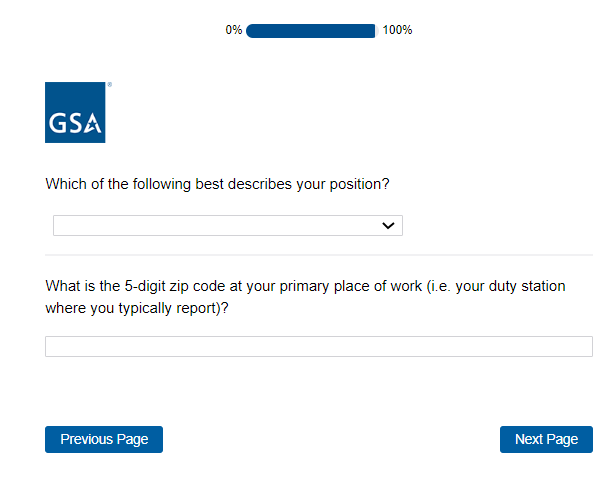 0% 100%
GSA
®
Which of the following best describes your position?
What is the 5-digit zip code at your primary place of work (i.e. your duty station
where you typically report)?
Previous Page
Next Page